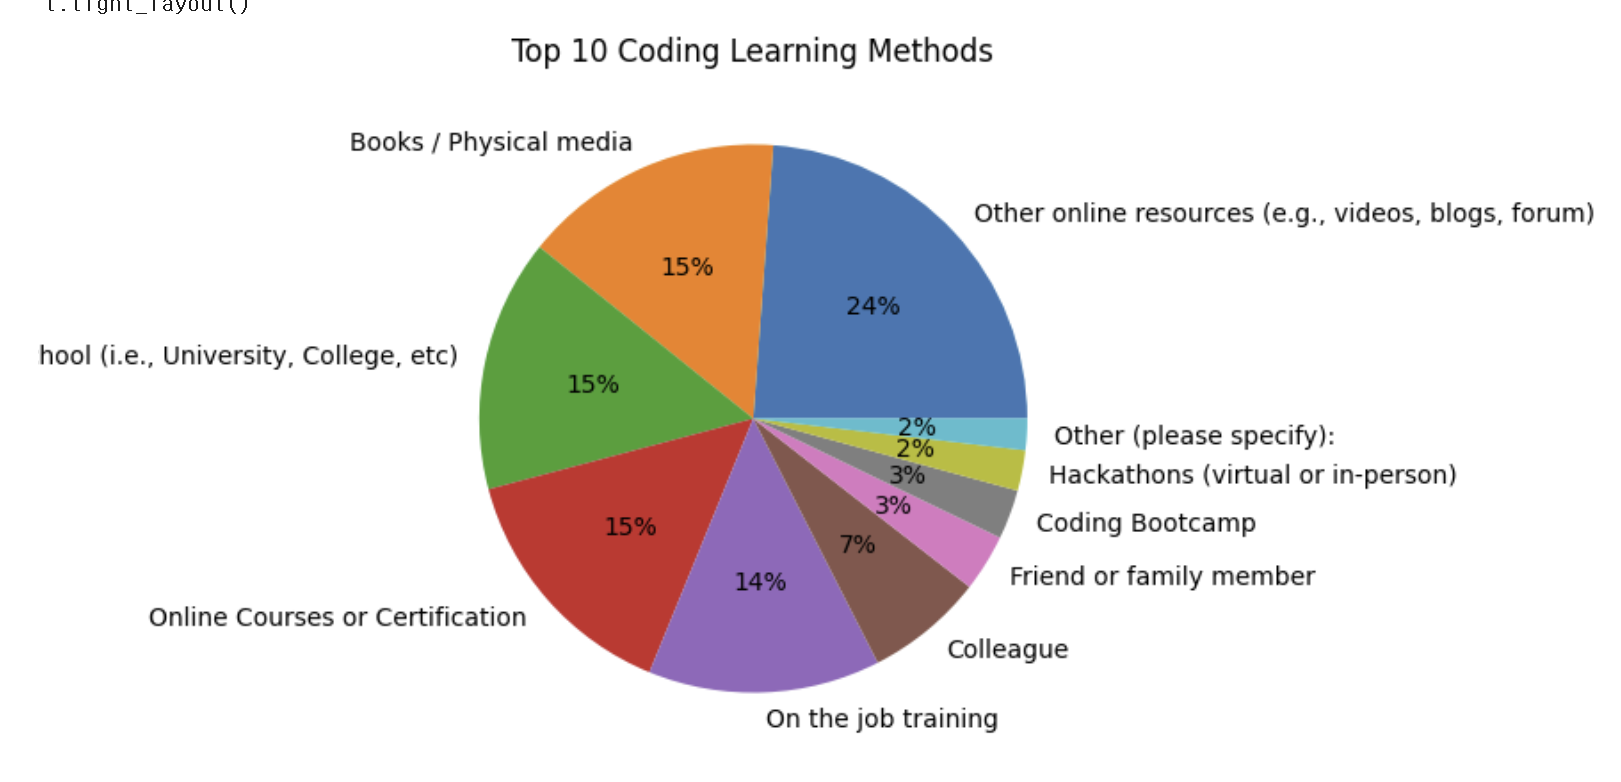 t.tight_layout()
Top 10 Coding Learning Methods
Books / Physical media
Other online resources (e.g., videos, blogs, forum)
15%
24%
hool (i.e., University, College, etc)
15%
2%
Other (please specify):
2%
Hackathons (virtual or in-person)
3%
Coding Bootcamp
3%
15%
7%
Friend or family member
14%
Online Courses or Certification
Colleague
On the job training